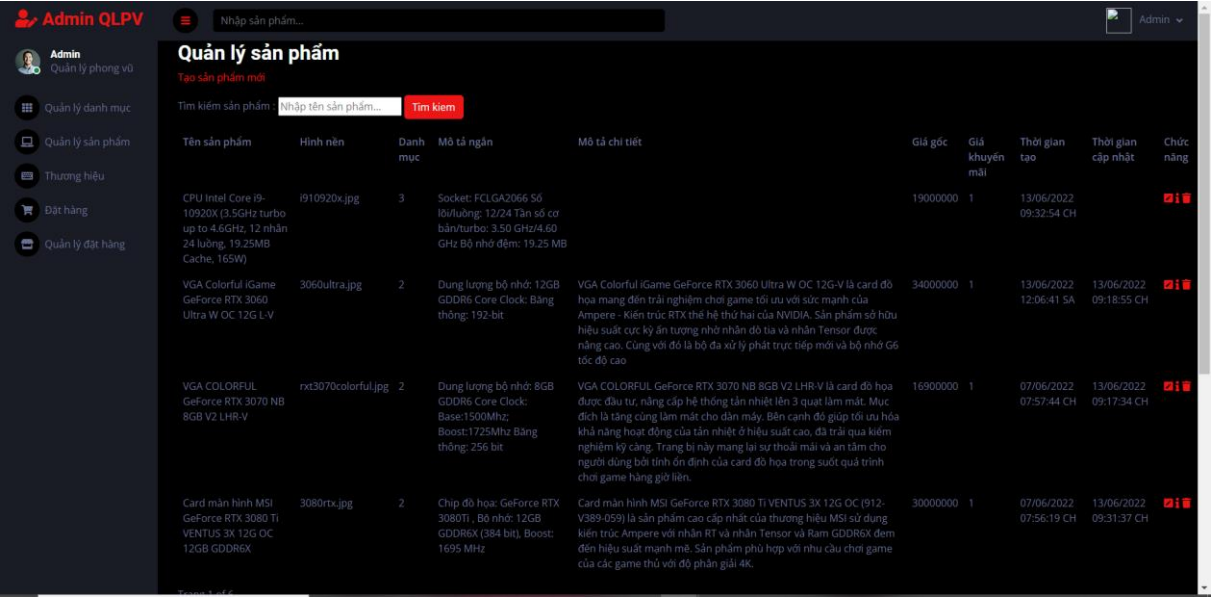 Admin QLPV
Nhập sản phẩm...
Admin
Admin
Quản lý phong vũ
Quản lý danh mục
Quản lý sản phẩm
Thương hiệu
Đặt hàng
Quản lý đặt hàng
Quản lý sản phẩm
Tạo sản phẩm mới
Tìm kiếm sản phẩm : Nhập tên sản phẩm... Tim kiem
Tên sản phẩm Hình nền Danh mục Mô tả ngắn Mô tả chi tiết Giá gốc Giá khuyến mãi Thời gian tạo Thời gian cập nhật Chức năng
CPU Intel Core i9- i910920x.jpg 3 Socket: FCLGA2066 Số 19000000 1 13/06/2022
10920X (3.5GHz turbo lõi/luồng: 12/24 Tần số cơ 09:32:54 CH
up to 4.6GHz, 12 nhân bản/turbo: 3.50 GHz/4.60
24 luồng, 19.25MB GHz Bộ nhớ đệm: 19.25 MB
Cache, 165W)
VGA Colorful iGame 3060ultra.jpg 2 Dung lượng bộ nhớ: 12GB VGA Colorful iGame GeForce RTX 3060 Ultra W OC 12G-V là card đồ 34000000 1 13/06/2022 13/06/2022
GeForce RTX 3060 GDDR6 Core Clock: Băng họa mang đến trải nghiệm chơi game tối ưu với sức mạnh của 12:06:41 SA 09:18:55 CH
Ultra W OC 12G L-V thông: 192-bit Ampere - Kiến trúc RTX thế hệ thứ hai của NVIDIA. Sản phẩm sở hữu
hiệu suất cực kỳ ấn tượng nhờ nhân dò tia và nhân Tensor được
nâng cao. Cùng với đó là bộ đa xử lý phát trực tiếp mới và bộ nhớ G6
tốc độ cao
VGA COLORFUL rxt3070colorful.jpg 2 Dung lượng bộ nhớ: 8GB VGA COLORFUL GeForce RTX 3070 NB 8GB V2 LHR-V là card đồ họa 16900000 1 07/06/2022 13/06/2022
GeForce RTX 3070 NB GDDR6 Core Clock: được đầu tư, nâng cấp hệ thống tản nhiệt lên 3 quạt làm mát. Mục 07:57:44 CH 09:17:34 CH
8GB V2 LHR-V Base:1500Mhz; đích là tăng cùng làm mát cho dàn máy. Bên cạnh đó giúp tối ưu hóa
Boost:1725Mhz Băng khả năng hoạt động của tản nhiệt ở hiệu suất cao, đã trải qua kiểm
thông: 256 bit nghiệm kỹ càng. Trang bị này mang lại sự thoải mái và an tâm cho
người dùng bởi tính ổn định của card đồ họa trong suốt quá trình
chơi game hàng giờ liền.
Card màn hình MSI 3080rtx.jpg 2 Chip đồ họa: GeForce RTX Card màn hình MSI GeForce RTX 3080 Ti VENTUS 3X 12G OC (912- 30000000 1 07/06/2022 13/06/2022
GeForce RTX 3080 Ti 3080Ti , Bộ nhớ: 12GB V389-059) là sản phẩm cao cấp nhất của thương hiệu MSI sử dụng 07:56:19 CH 09:31:37 CH
VENTUS 3X 12G OC GDDR6X (384 bit), Boost: kiến trúc Ampere với nhân RT và nhân Tensor và Ram GDDR6X đem
12GB GDDR6X 1695 MHz đến hiệu suất mạnh mẽ. Sản phẩm phù hợp với nhu cầu chơi game
của các game thủ với độ phân giải 4K.
Trang 1 of 6